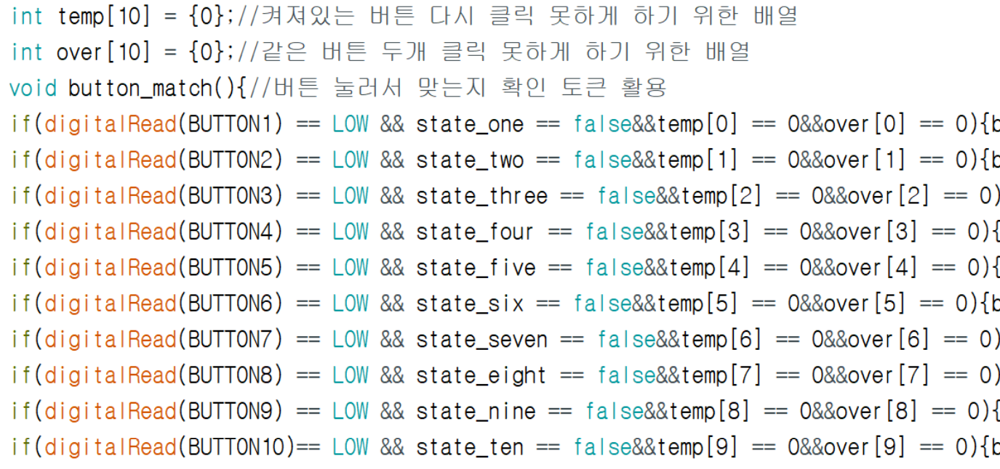 int temp[10] = {0};//켜져있는 버튼 다시 클릭 못하게 하기 위한 배열
int over[10] = {0};//같은 버튼 두개 클릭 못하게 하기 위한 배열
void button_match(){//버튼 눌러서 맞는지 확인 토큰 활용
if(digitalRead(BUTTON1) == LOW && state_one == false&&temp[0] == 0&&over[0] == 0){b
if(digitalRead(BUTTON2) == LOW && state_two == false&&temp[1] == 0&&over[1] == 0){b
if(digitalRead(BUTTON3) == LOW && state_three == false&&temp[2] == 0&&over[2] == 0)
if(digitalRead(BUTTON4) == LOW && state_four == false&&temp[3] == 0&&over[3] == 0){
if(digitalRead(BUTTON5) == LOW && state_five == false&&temp[4] == 0&&over[4] == 0){
if(digitalRead(BUTTON6) == LOW && state_six == false&&temp[5] == 0&&over[5] == 0){b
if(digitalRead(BUTTON7) == LOW && state_seven == false&&temp[6] == 0&&over[6] == 0)
if(digitalRead(BUTTON8) == LOW && state_eight == false&&temp[7] == 0&&over[7] == 0)
if(digitalRead(BUTTON9) == LOW && state_nine == false&&temp[8] == 0&&over[8] == 0){
if(digitalRead(BUTTON10)== LOW && state_ten == false&&temp[9] == 0&&over[9] == 0){b